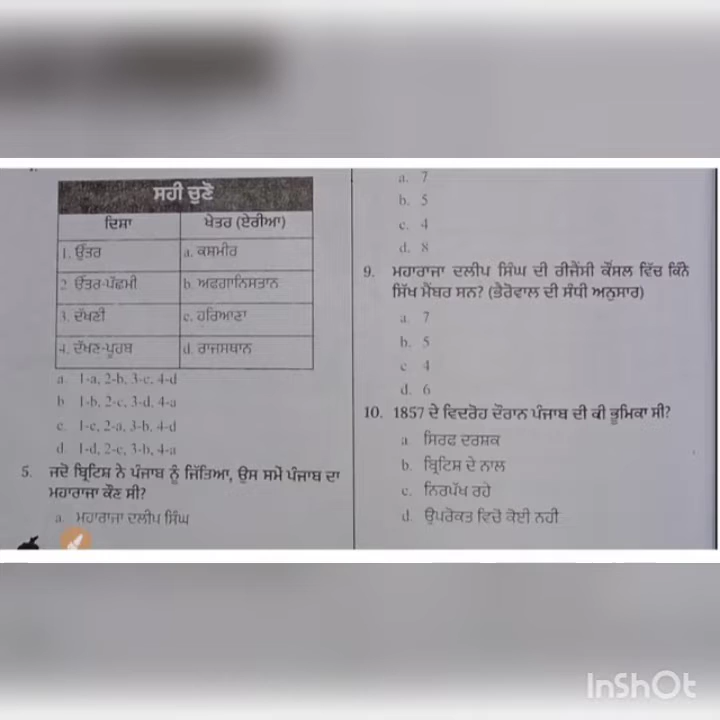 ਸਹੀ ਚੁਣੋ
ਦਿਸ਼ਾ ਖੇਤਰ (ਏਰੀਆ)
1. ਉੱਤਰ a. ਕਸ਼ਮੀਰ
2. ਉੱਤਰ-ਪੱਛਮੀ b. ਅਫਗਾਨਿਸਤਾਨ
3. ਦੱਖਣੀ c. ਹਰਿਆਣਾ
4. ਦੱਖਣ-ਪੂਰਬ d. ਰਾਜਸਥਾਨ
a. 1-a, 2-b, 3-c, 4-d
b 1-b, 2-c, 3-d, 4-a
c. 1-c, 2-a, 3-b, 4-d
d. 1-d, 2-c, 3-b, 4-a
5. ਜਦੋਂ ਬ੍ਰਿਟਿਸ਼ ਨੇ ਪੰਜਾਬ ਨੂੰ ਜਿੱਤਿਆ, ਉਸ ਸਮੇਂ ਪੰਜਾਬ ਦਾ
ਮਹਾਰਾਜਾ ਕੌਣ ਸੀ?
a. ਮਹਾਰਾਜਾ ਦਲੀਪ ਸਿੰਘ
a. 7
b. 5
c. 4
d. 8
9. ਮਹਾਰਾਜਾ ਦਲੀਪ ਸਿੰਘ ਦੀ ਰੀਜੈਂਸੀ ਕੌਂਸਲ ਵਿੱਚ ਕਿੰਨੇ
ਸਿੱਖ ਮੈਂਬਰ ਸਨ? (ਭੈਰੋਵਾਲ ਦੀ ਸੰਧੀ ਅਨੁਸਾਰ)
a. 7
b. 5
c 4
d. 6
10. 1857 ਦੇ ਵਿਦਰੋਹ ਦੌਰਾਨ ਪੰਜਾਬ ਦੀ ਕੀ ਭੂਮਿਕਾ ਸੀ?
a ਸਿਰਫ ਦਰਸ਼ਕ
b. ਬ੍ਰਿਟਿਸ਼ ਦੇ ਨਾਲ
c. ਨਿਰਪੱਖ ਰਹੇ
d. ਉਪਰੋਕਤ ਵਿਚੋਂ ਕੋਈ ਨਹੀਂ
InShOt